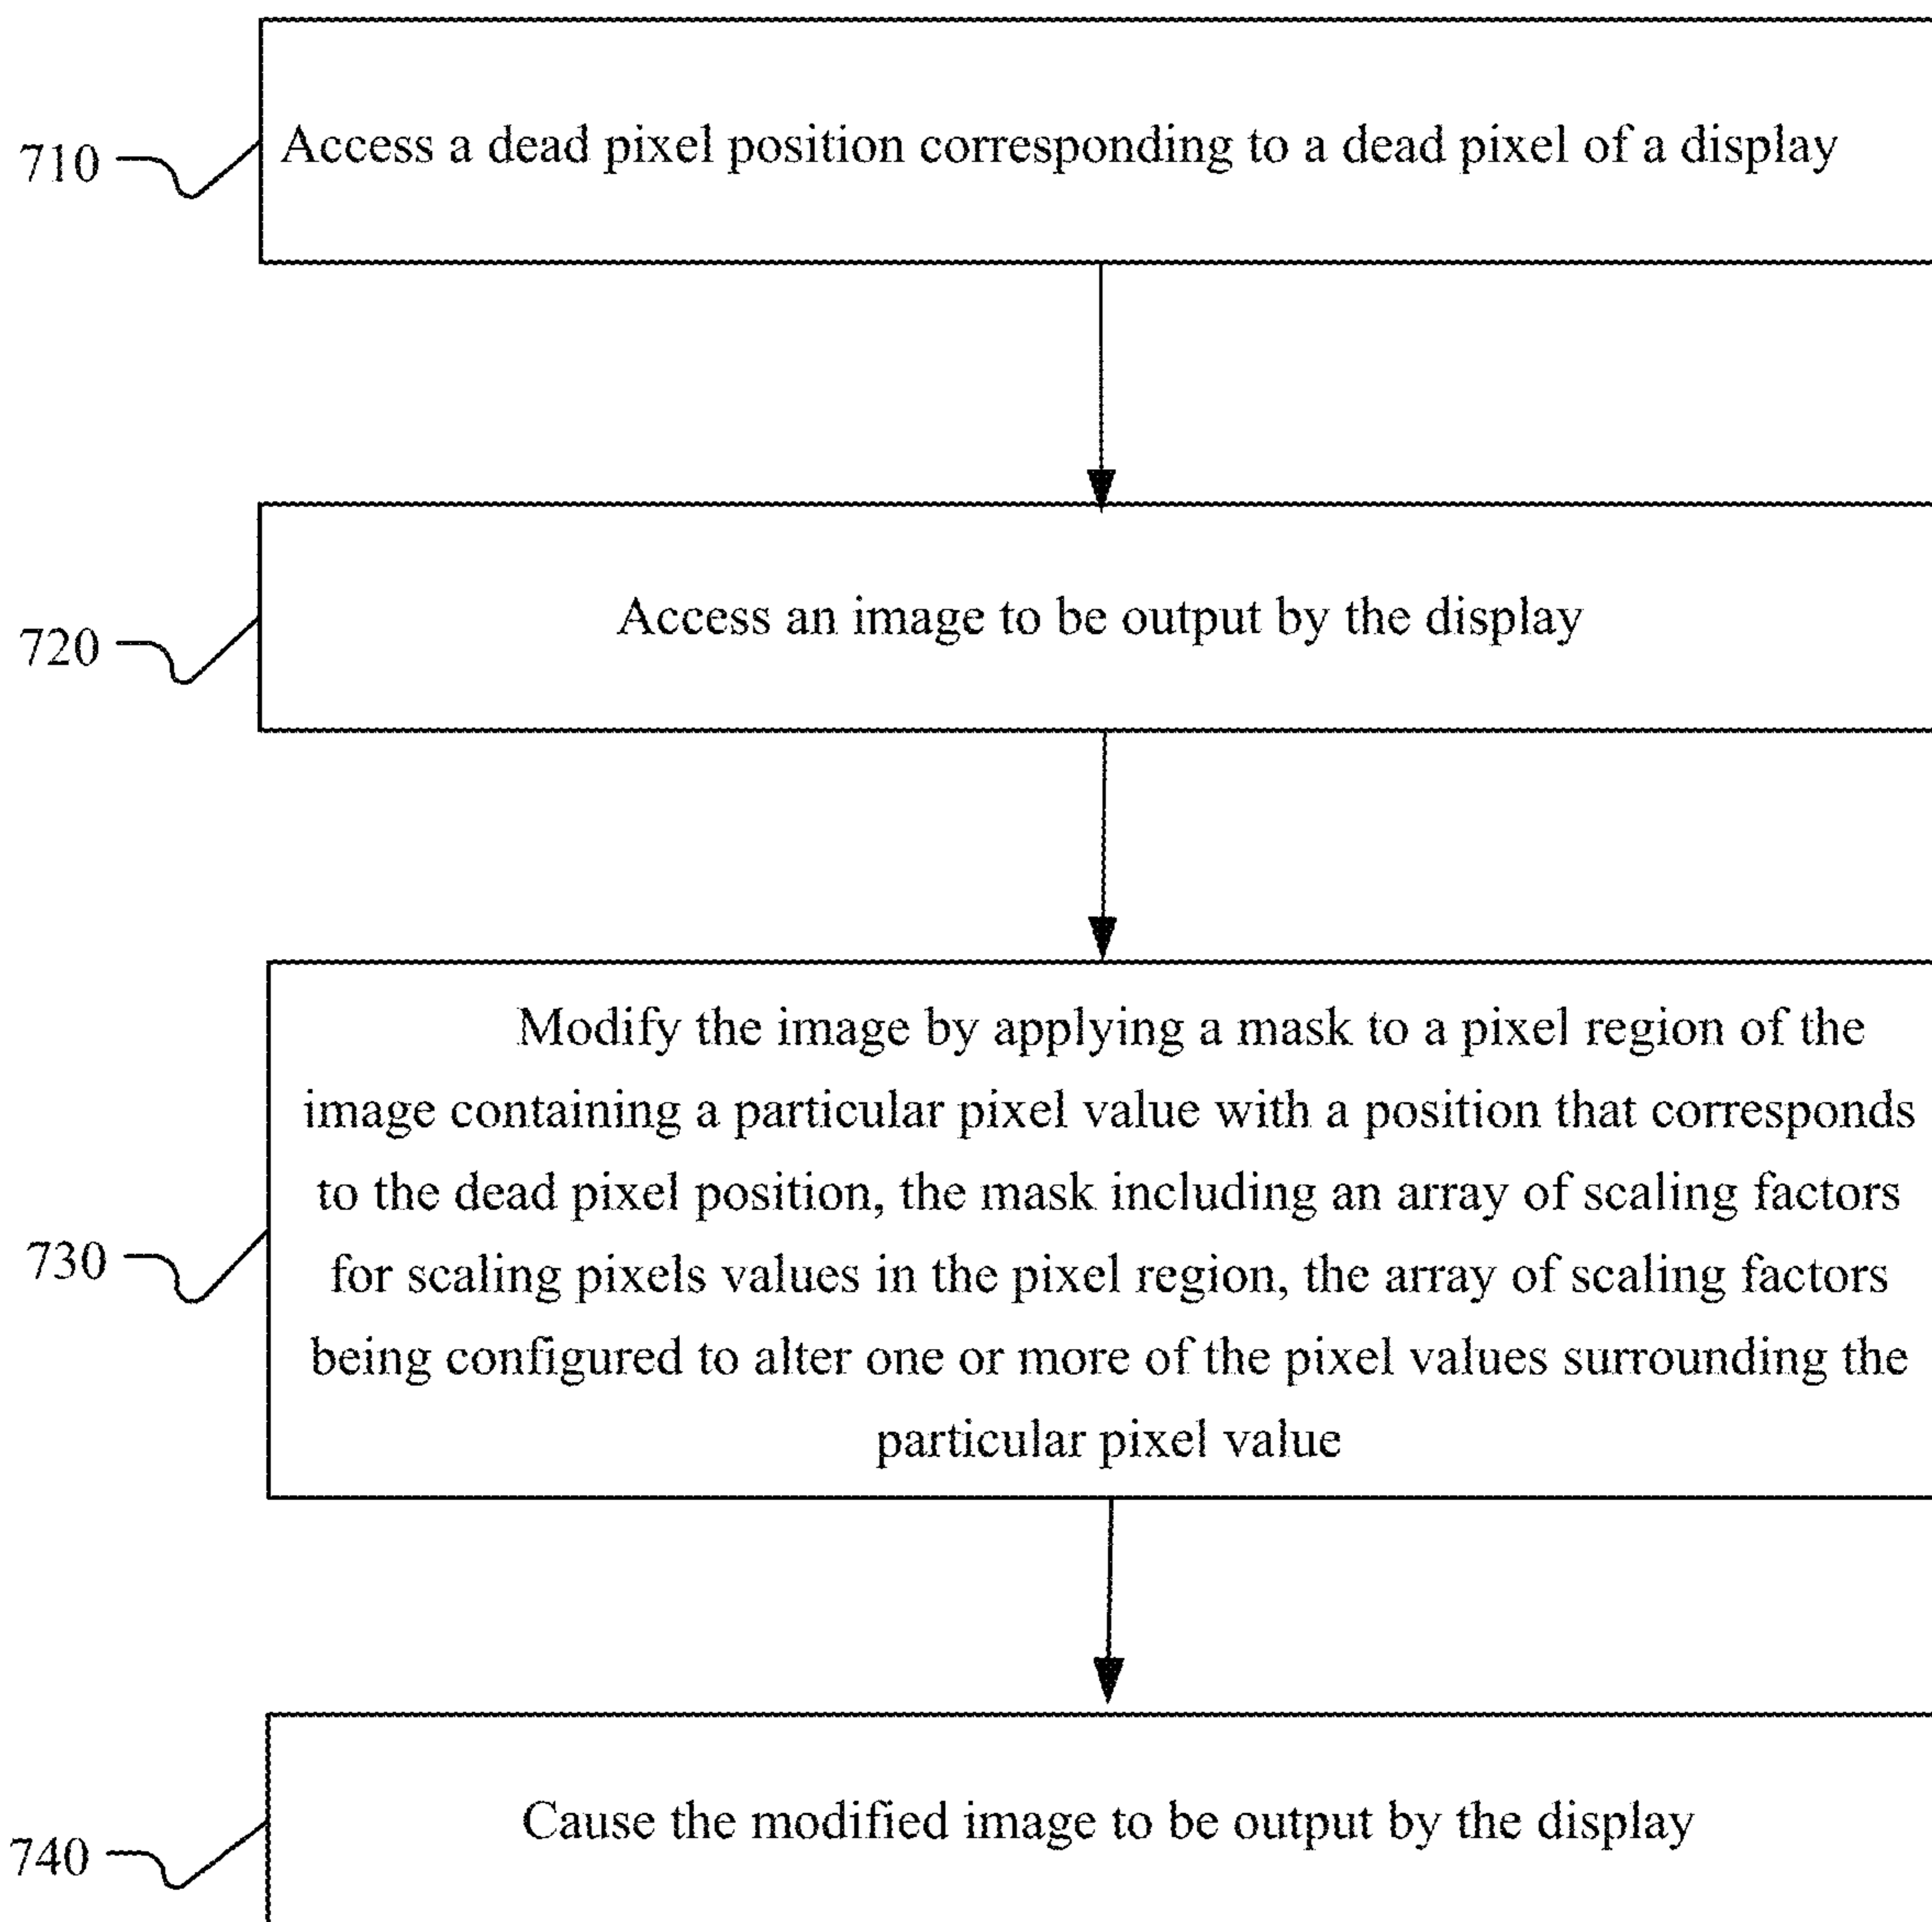 710
Access a dead pixel position corresponding to a dead pixel of a display
720
Access an image to be output by the display
Modify the image by applying a mask to a pixel region of the
image containing a particular pixel value with a position that corresponds
to the dead pixel position, the mask including an array of scaling factors
730
for scaling pixels values in the pixel region, the array of scaling factors
being configured to alter one or more of the pixel values surrounding the
particular pixel value
740
Cause the modified image to be output by the display